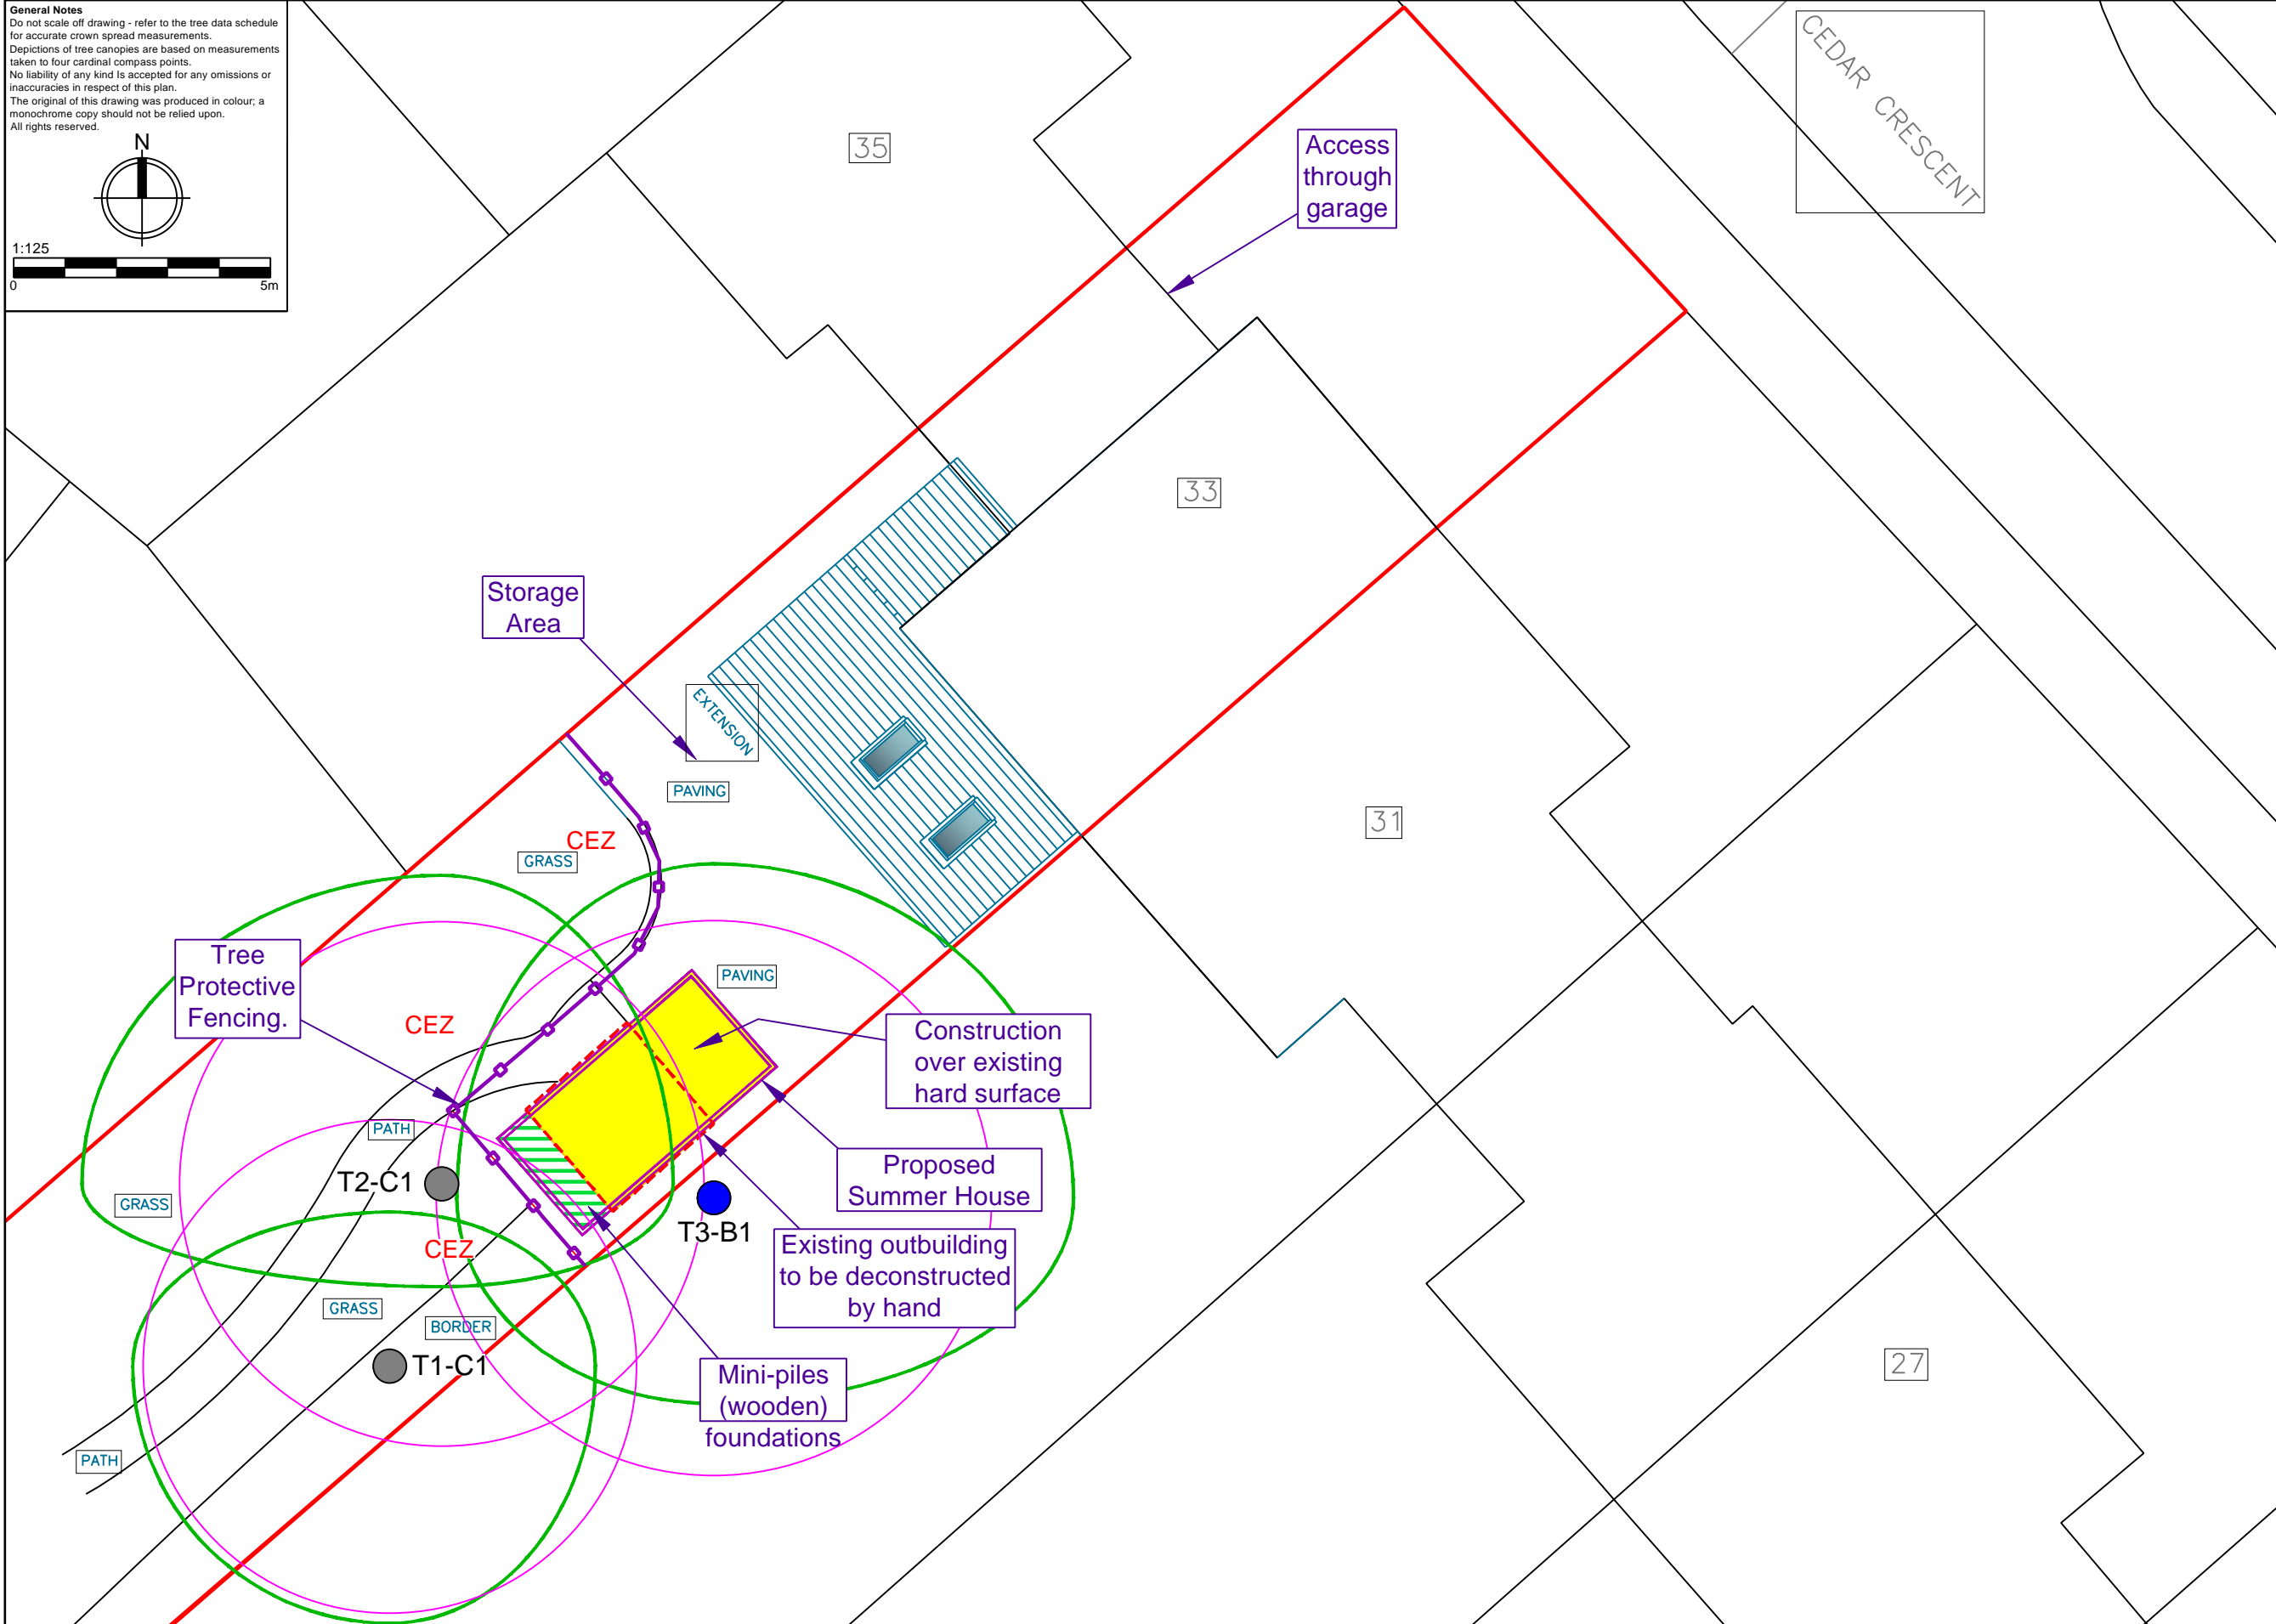 General Notes
Do not scale off drawing - refer to the tree data schedule
for accurate crown spread measurements.
Depictions of tree canopies are based on measurements
taken to four cardinal compass points.
No liability of any kind Is accepted for any omissions or
inaccuracies in respect of this plan.
The original of this drawing was produced in colour; a
monochrome copy should not be relied upon.
All rights reserved.
N
1:125
0
5m
CEDAR CRESCENT
35
Access
through
garage
33
Storage
Area
EXTENSION
PAVING
31
CEZ
GRASS
Tree
Protective
Fencing.
PAVING
CEZ
Construction
over existing
hard surface
PATH
T2-C1
Proposed
Summer House
GRASS
T3-B1
CEZ
Existing outbuilding
to be deconstructed
by hand
GRASS
BORDER
T1-C1
27
Mini-piles
(wooden)
foundations
PATH